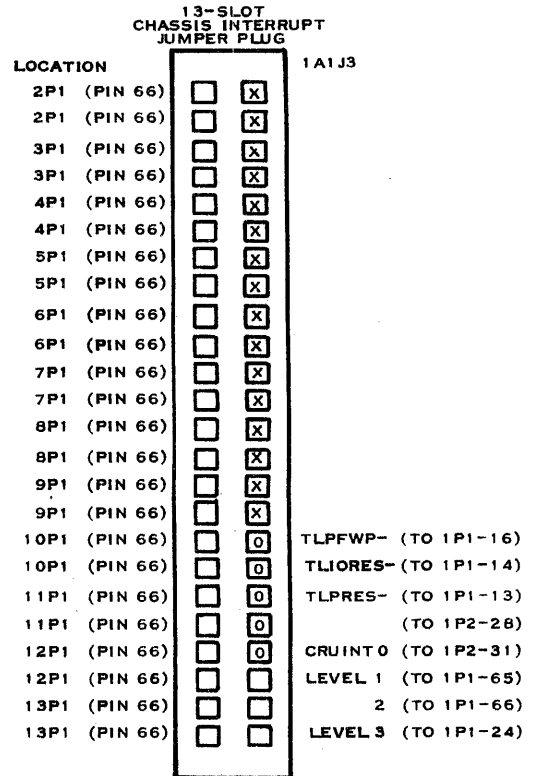 13-SLOT
CHASSIS INTERRUPT
JUMPER PLUG
LOCATION 1A1J3
2P1 (PIN 66) X
2P1 (PIN 66) X
3P1 (PIN 66) X
3P1 (PIN 66) X
4P1 (PIN 66) X
4P1 (PIN 66) X
5P1 (PIN 66) X
5P1 (PIN 66) X
6P1 (PIN 66) X
6P1 (PIN 66) X
7P1 (PIN 66) X
7P1 (PIN 66) X
8P1 (PIN 66) X
8P1 (PIN 66) X
9P1 (PIN 66) X
9P1 (PIN 66) X
10P1 (PIN 66) O TLPFWP- (TO 1P1-16)
10P1 (PIN 66) O TLIORES- (TO 1P1-14)
11P1 (PIN 66) O TLPRES- (TO 1P1-13)
11P1 (PIN 66) O (TO 1P2-28)
12P1 (PIN 66) O CRUINT0 (TO 1P2-31)
12P1 (PIN 66) LEVEL 1 (TO 1P1-65)
13P1 (PIN 66) 2 (TO 1P1-66)
13P1 (PIN 66) LEVEL 3 (TO 1P1-24)